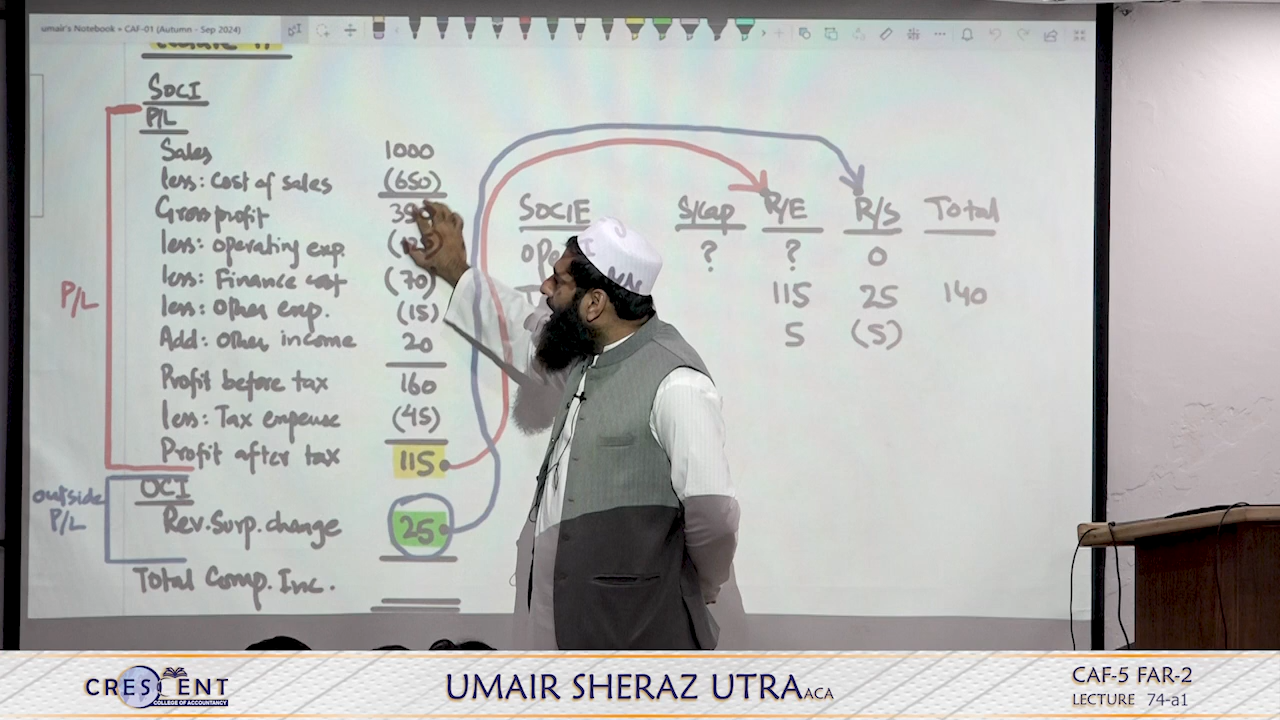 umair's Notebook • CAF-01 (Autumn - Sep 2024)
SOCI
P/L
Sales 1000
less: Cost of sales (650)
Gross profit
less: operating exp.
less: Finance cost (70)
less: other exp. (15)
Add: other income 20
Profit before tax 160
less: Tax expense (45)
Profit after tax 115
OCI
Rev. Surp. change 25
Total Comp. Inc.
P/L
outside
P/L
SOCIE S/Cap R/E R/S Total
? ? 0
115 25 140
5 (5)
CRESCENT
COLLEGE OF ACCOUNTANCY
UMAIR SHERAZ UTRA ACA
CAF-5 FAR-2
LECTURE 74-a1